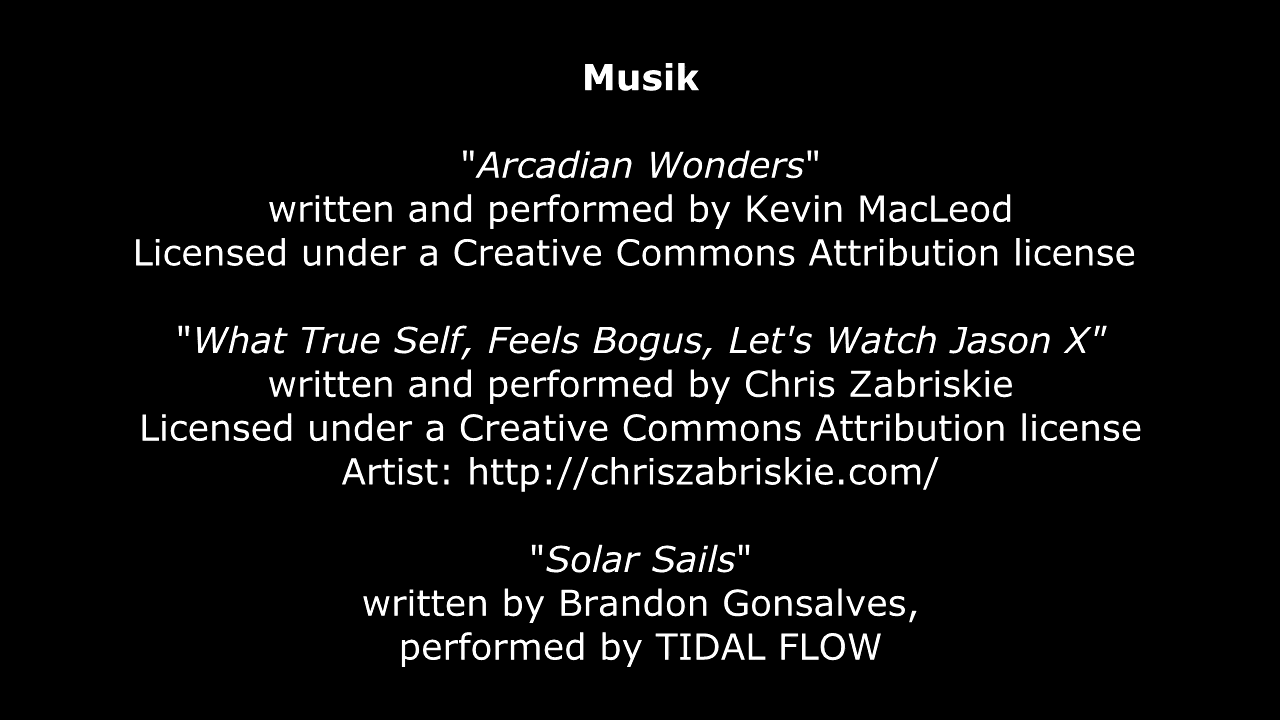 Musik
"Arcadian Wonders"
written and performed by Kevin MacLeod
Licensed under a Creative Commons Attribution license
"What True Self, Feels Bogus, Let's Watch Jason X"
written and performed by Chris Zabriskie
Licensed under a Creative Commons Attribution license
Artist: http://chriszabriskie.com/
"Solar Sails"
written by Brandon Gonsalves,
performed by TIDAL FLOW